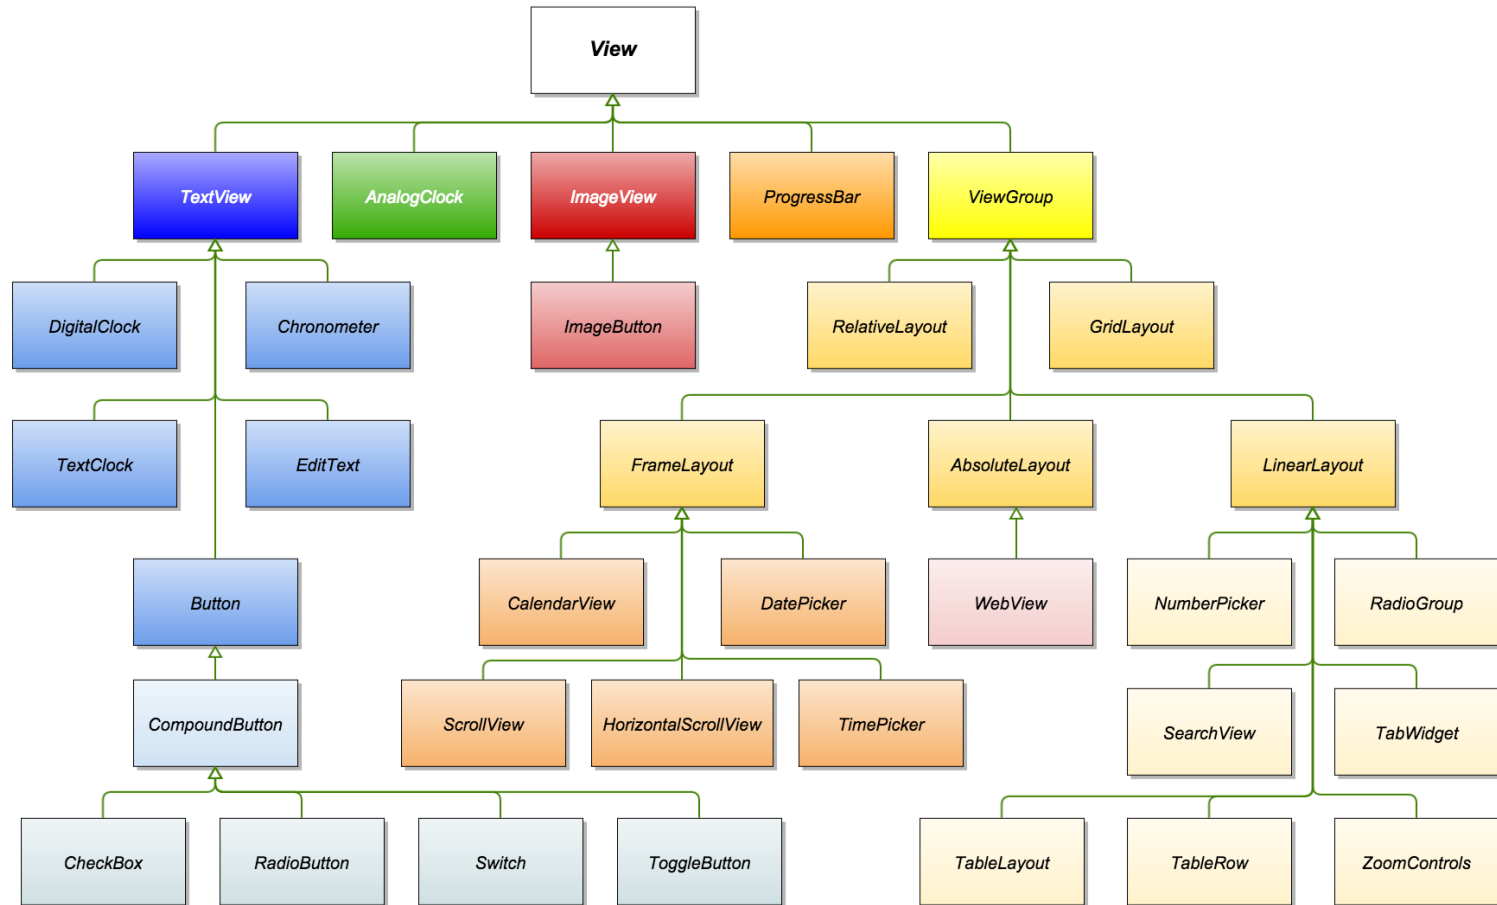 View
TextView
AnalogClock
ImageView
ProgressBar
ViewGroup
DigitalClock
Chronometer
ImageButton
RelativeLayout
GridLayout
TextClock
EditText
FrameLayout
AbsoluteLayout
LinearLayout
Button
CalendarView
DatePicker
WebView
NumberPicker
RadioGroup
CompoundButton
ScrollView
HorizontalScrollView
TimePicker
SearchView
TabWidget
CheckBox
RadioButton
Switch
ToggleButton
TableLayout
TableRow
ZoomControls